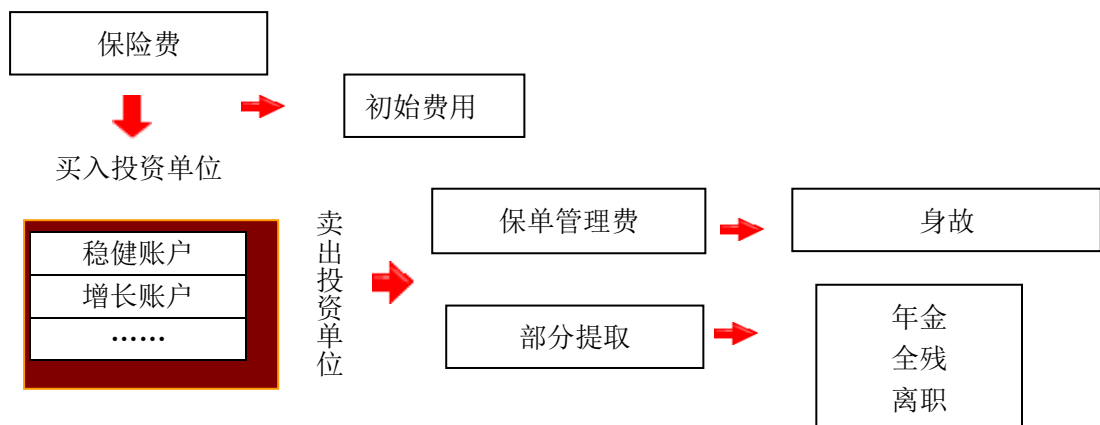 保险费
初始费用
买入投资单位
稳健账户
增长账户
……
卖出投资单位
保单管理费
身故
部分提取
年金
全残
离职